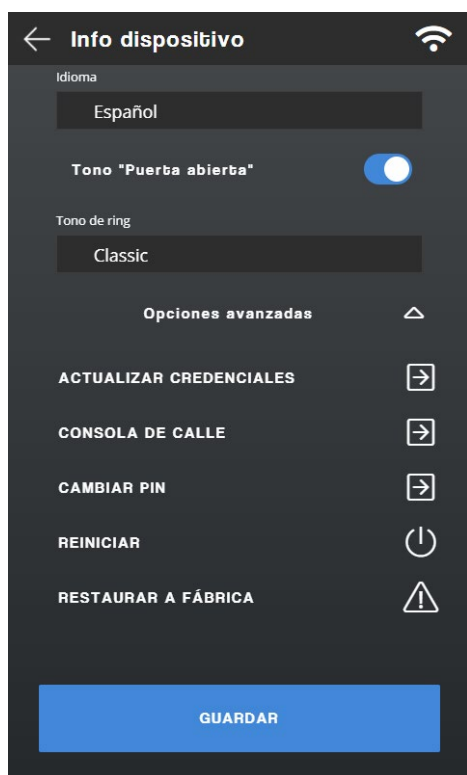 Info dispositivo
Idioma
Español
Tono "Puerta abierta"
Tono de ring
Classic
Opciones avanzadas
ACTUALIZAR CREDENCIALES
CONSOLA DE CALLE
CAMBIAR PIN
REINICIAR
RESTAURAR A FÁBRICA
GUARDAR